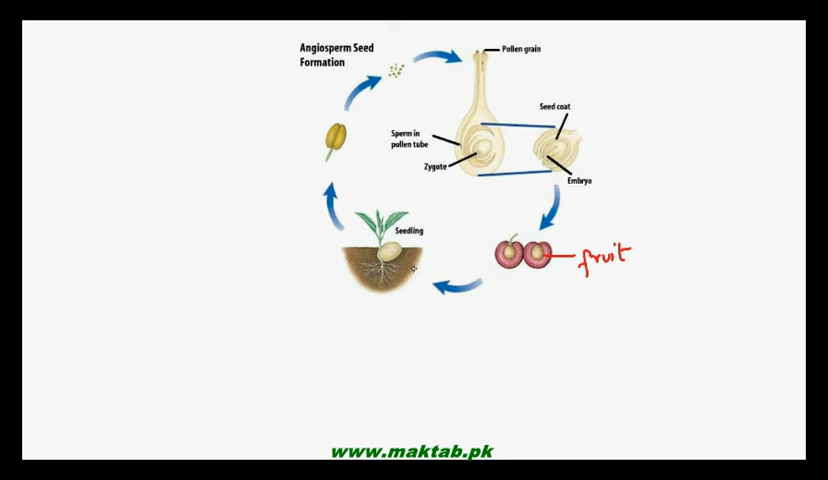 Angiosperm Seed
Formation
Pollen grain
Seed coat
Sperm in
pollen tube
Zygote
Embryo
Seedling
fruit
www.maktab.pk